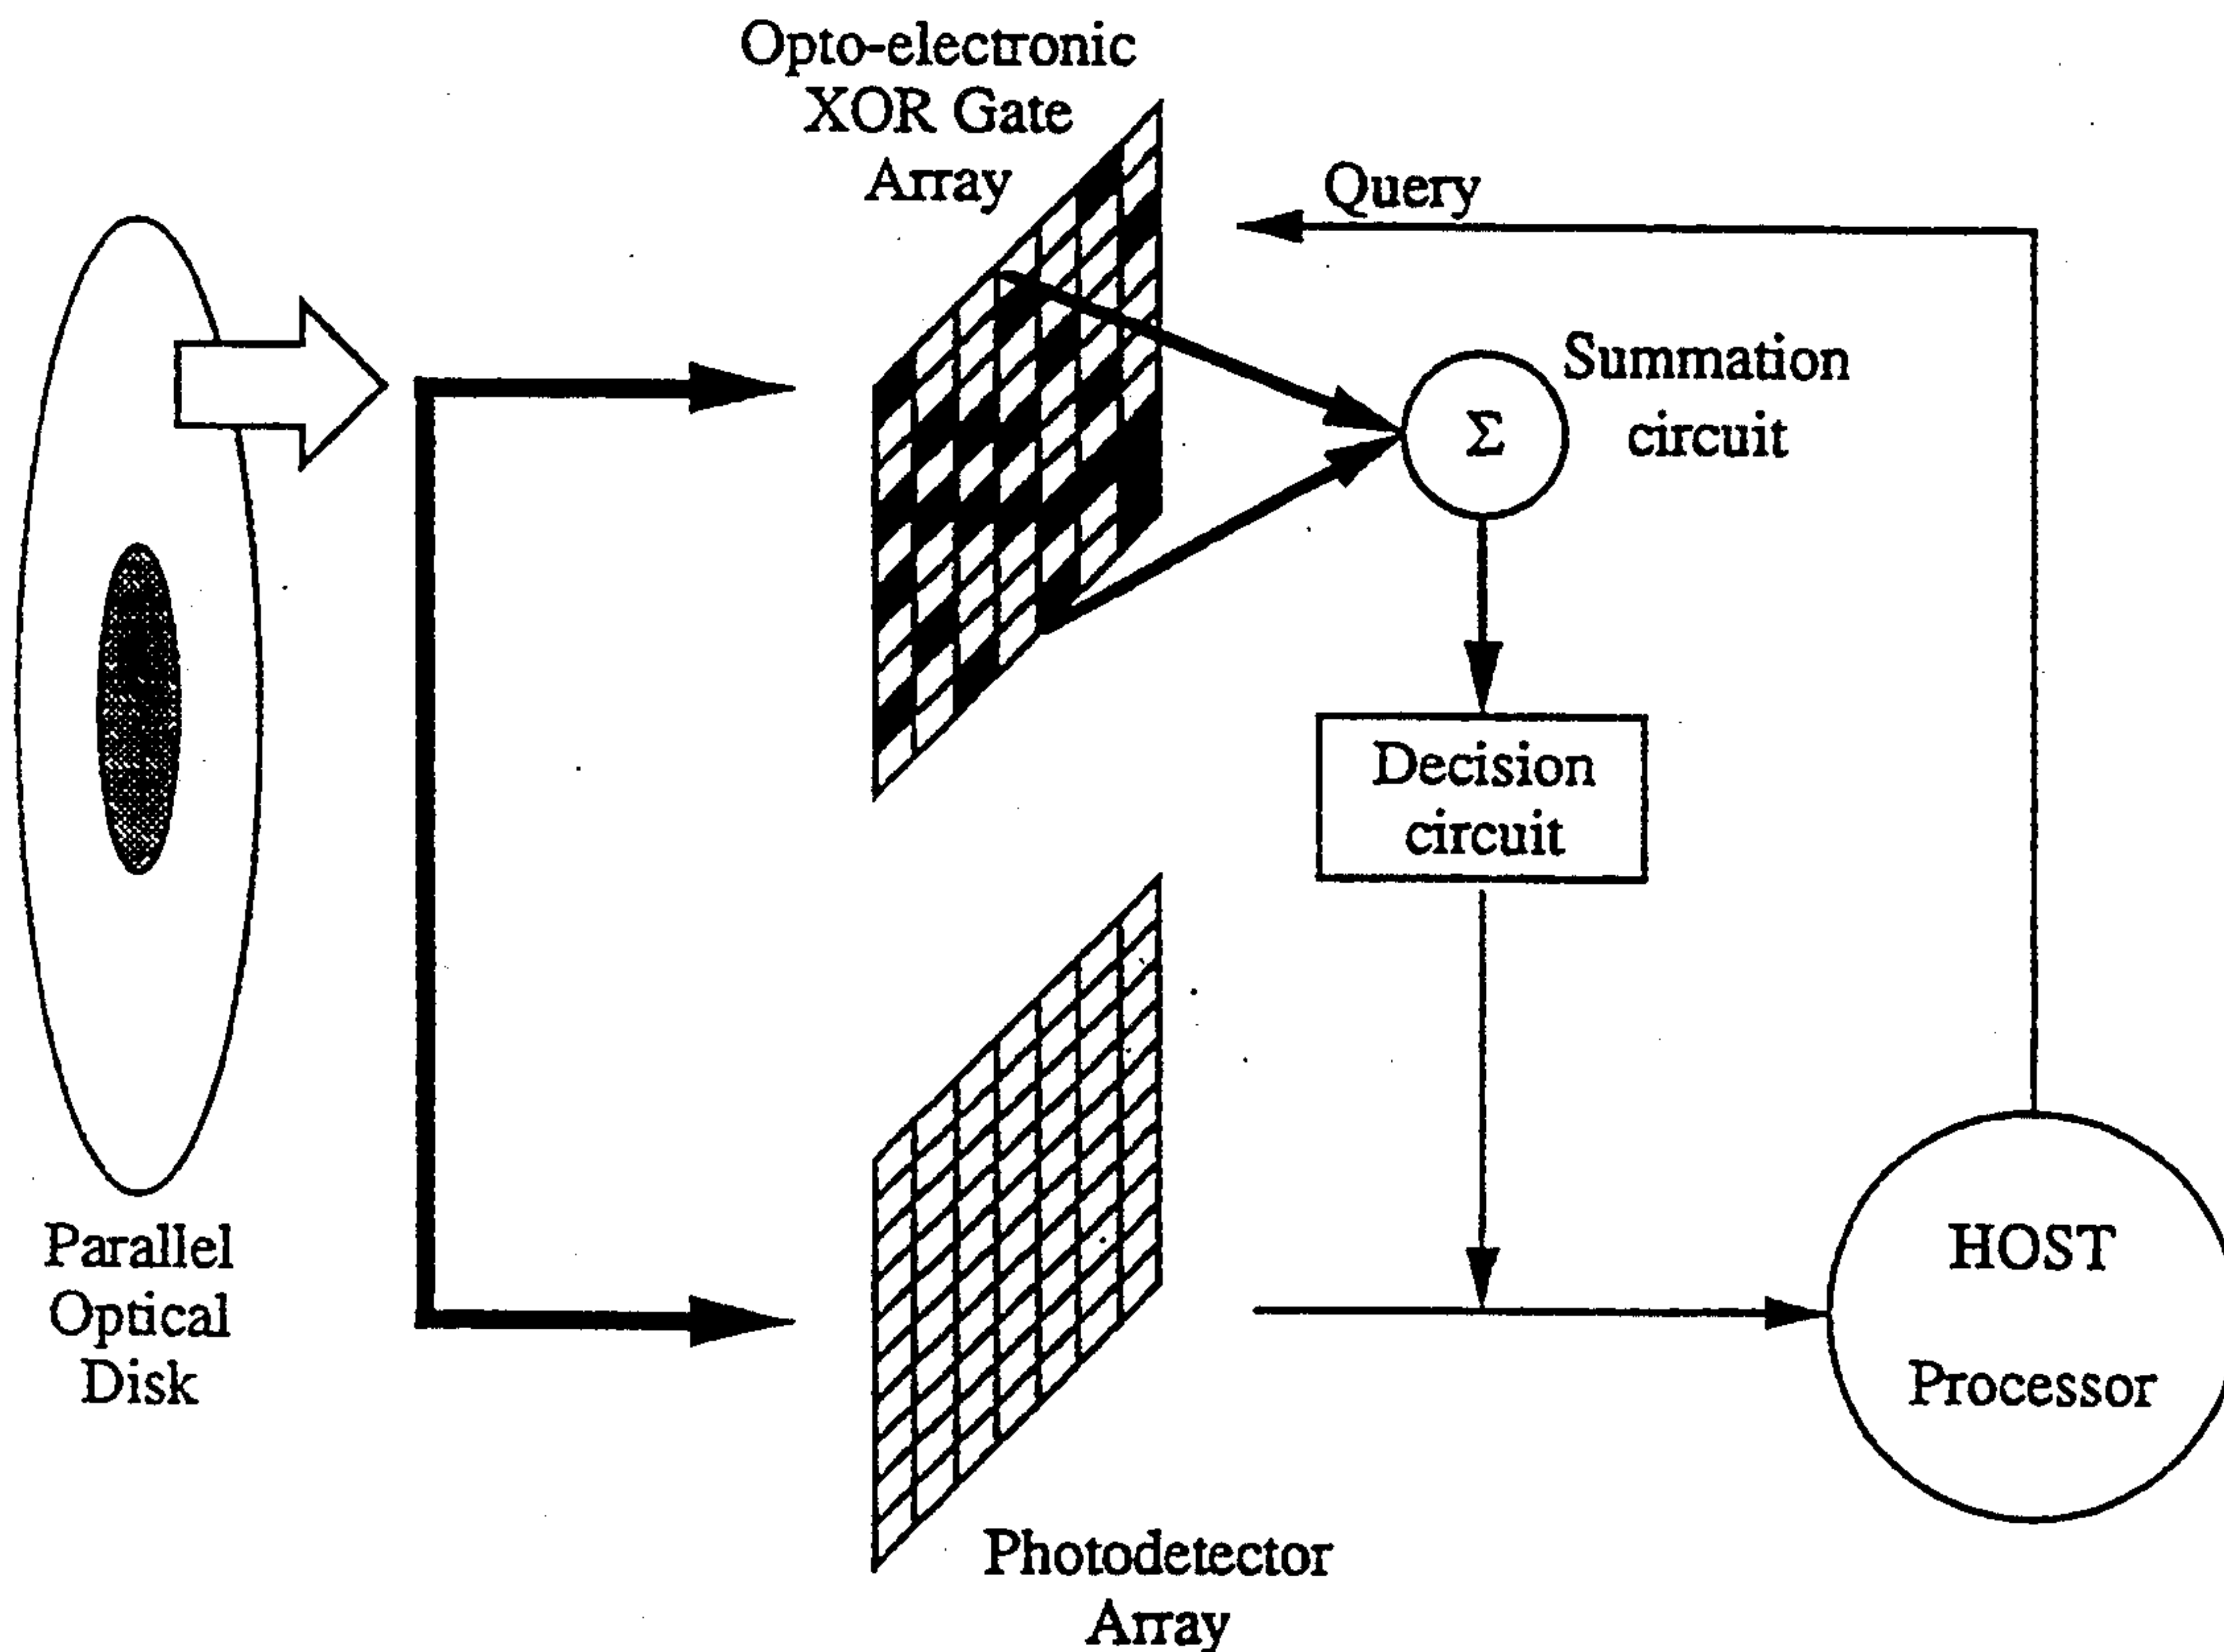 Opto-electronic
XOR Gate
Array
Query
Summation
circuit
Σ
Decision
circuit
Parallel
Optical
Disk
HOST
Processor
Photodetector
Array